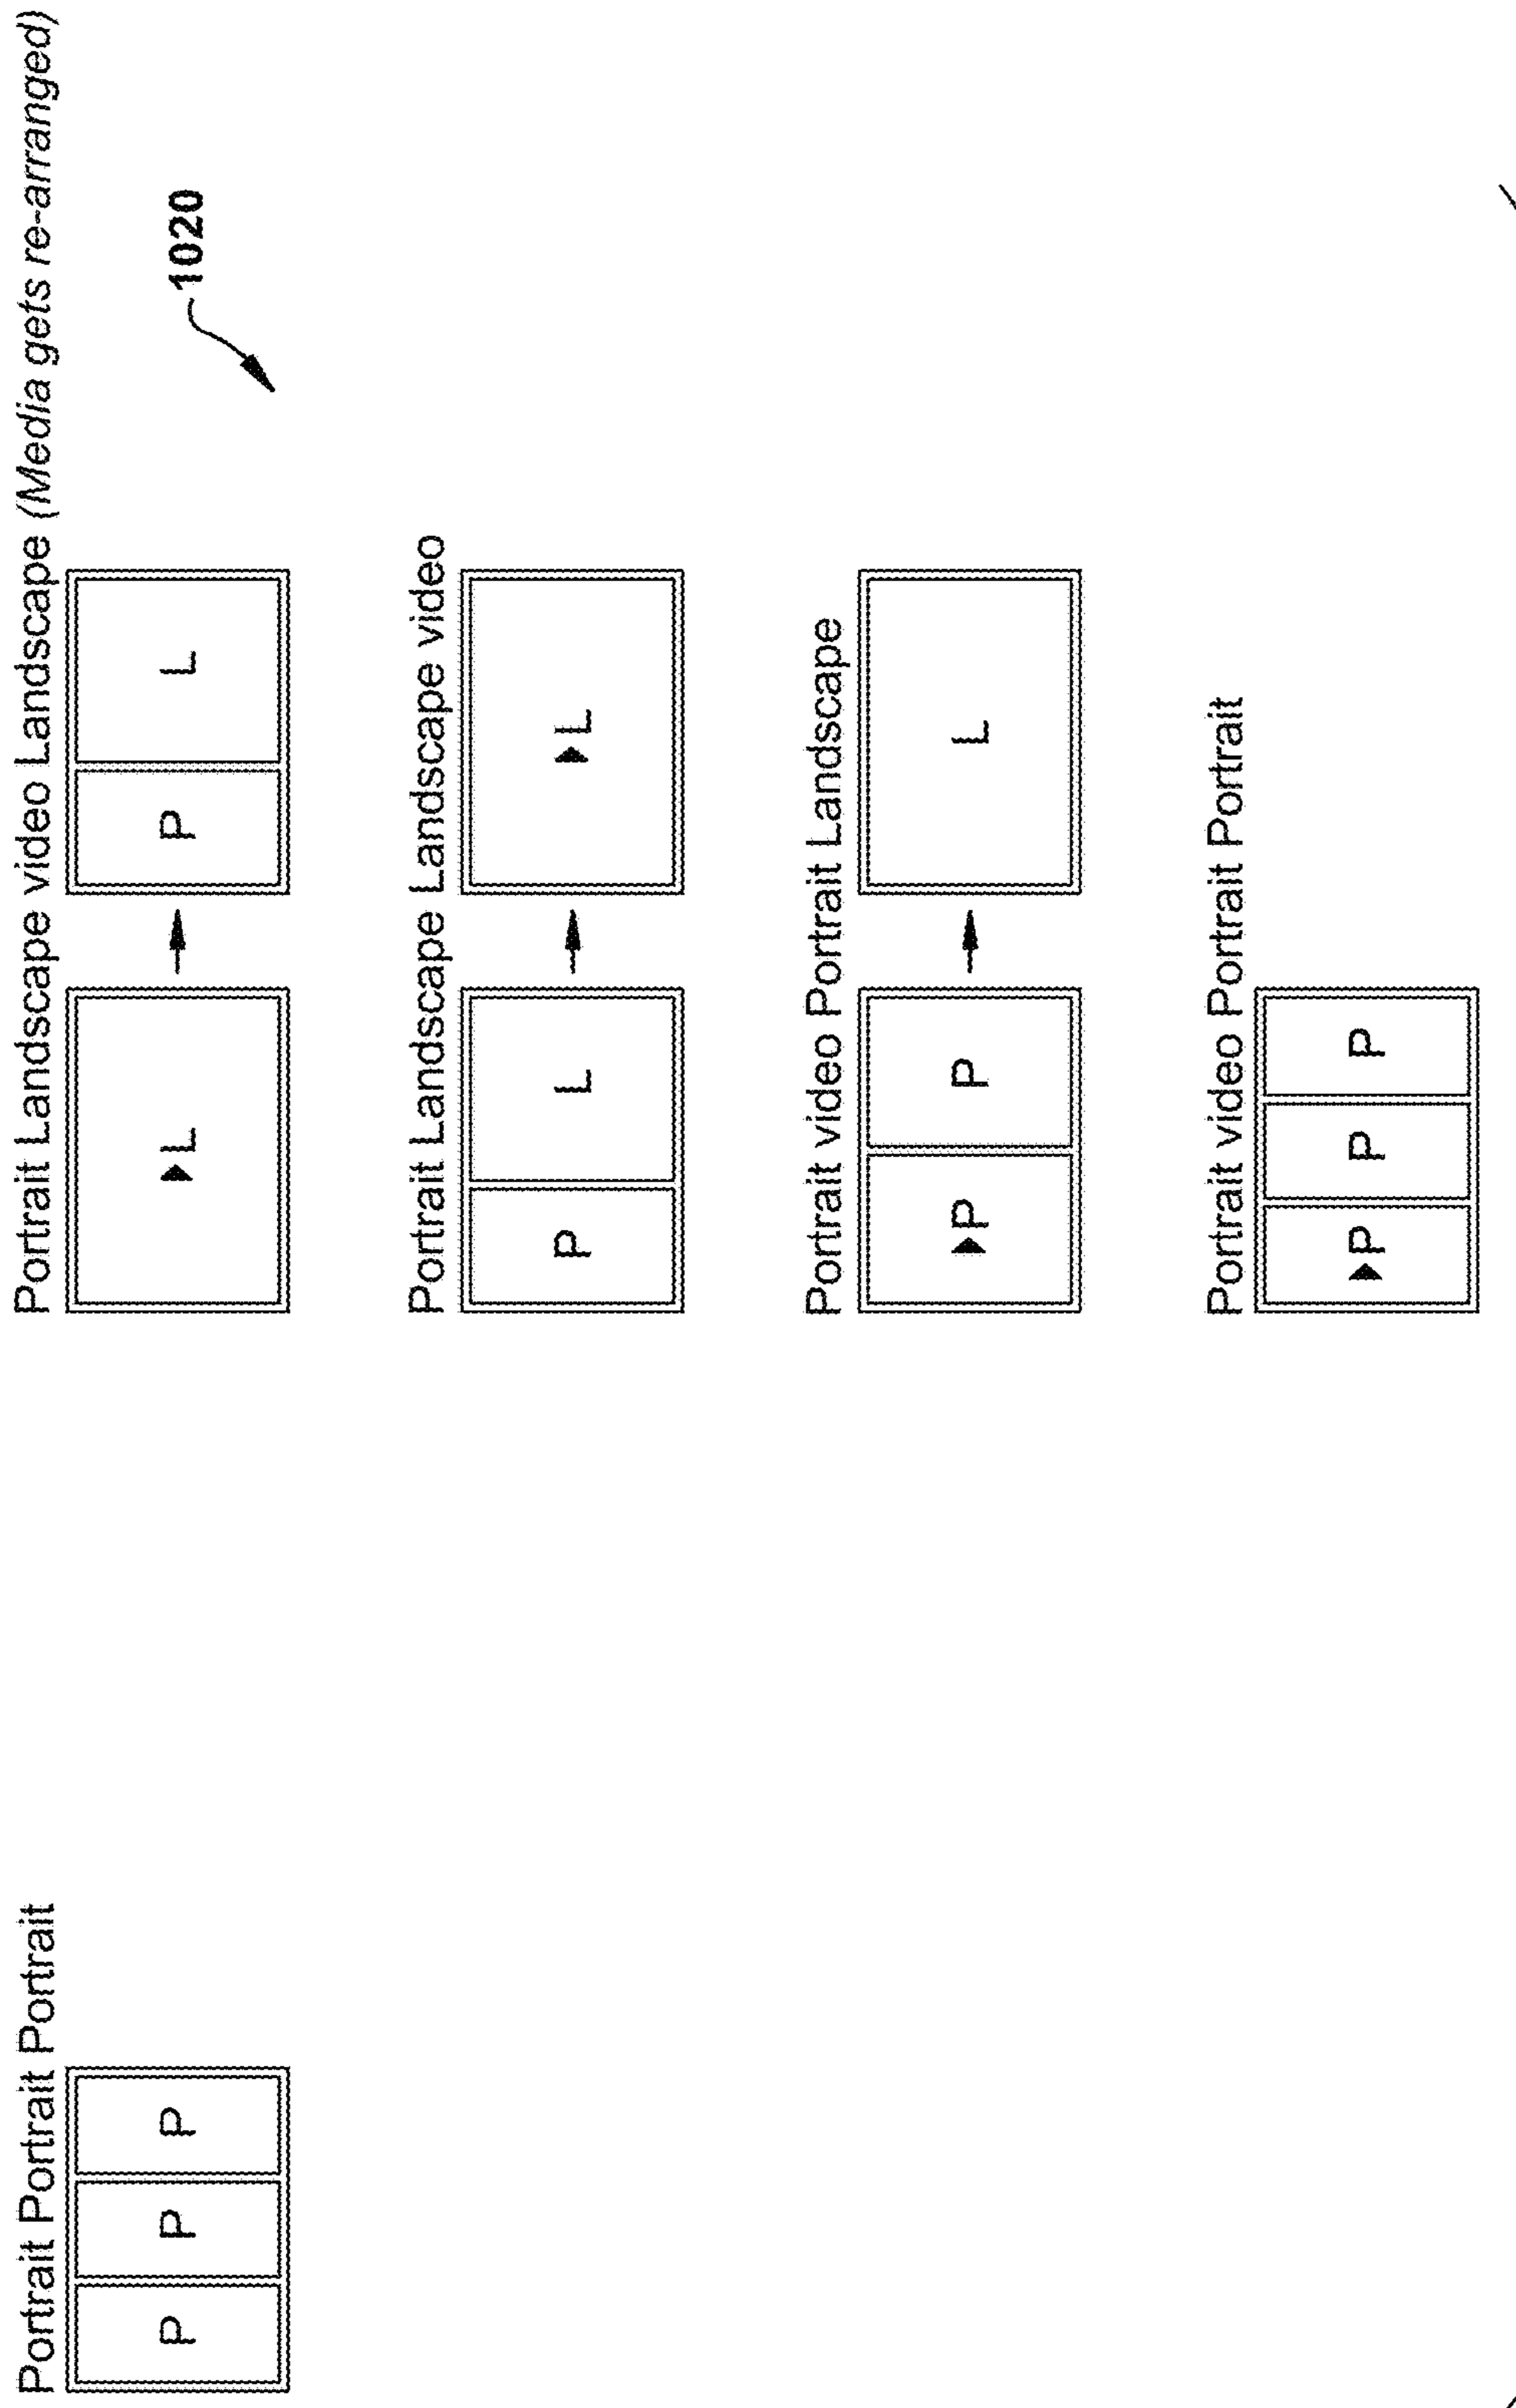 Portrait Portrait Portrait
P P P
Portrait Landscape video Landscape (Media gets re-arranged)
▶L P L
1020
Portrait Landscape Landscape video
P L ▶L
Portrait video Portrait Landscape
▶P P L
Portrait video Portrait Portrait
▶P P P